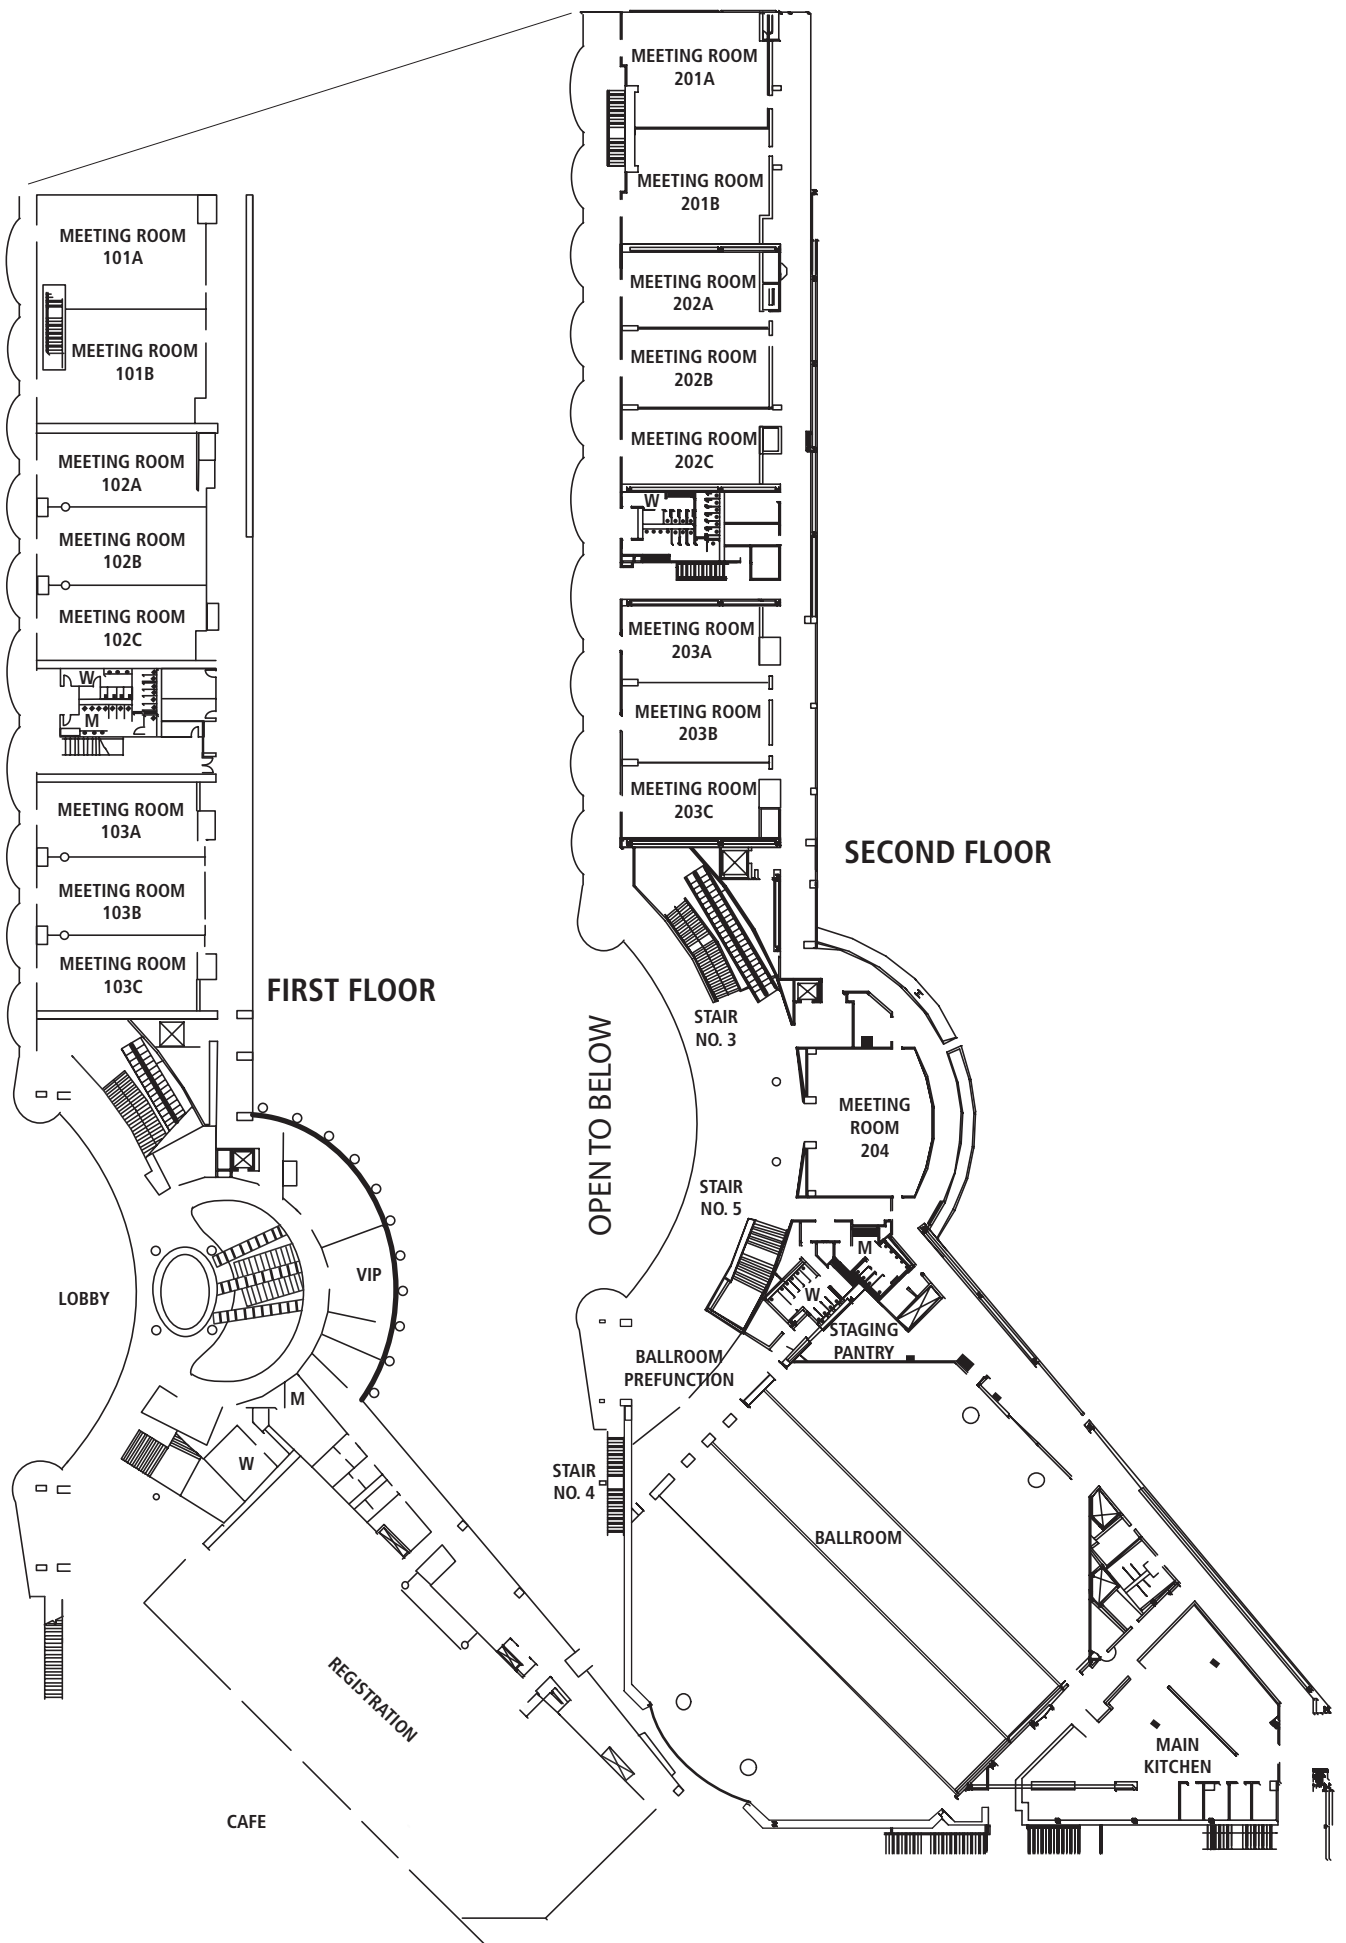 MEETING ROOM
101A
MEETING ROOM
101B
MEETING ROOM
102A
MEETING ROOM
102B
MEETING ROOM
102C
W
M
MEETING ROOM
103A
MEETING ROOM
103B
MEETING ROOM
103C
FIRST FLOOR
LOBBY
VIP
M
W
REGISTRATION
CAFE
MEETING ROOM
201A
MEETING ROOM
201B
MEETING ROOM
202A
MEETING ROOM
202B
MEETING ROOM
202C
W
MEETING ROOM
203A
MEETING ROOM
203B
MEETING ROOM
203C
SECOND FLOOR
STAIR
NO. 3
OPEN TO BELOW
MEETING
ROOM
204
STAIR
NO. 5
M
W
STAGING
PANTRY
BALLROOM
PREFUNCTION
STAIR
NO. 4
BALLROOM
MAIN
KITCHEN